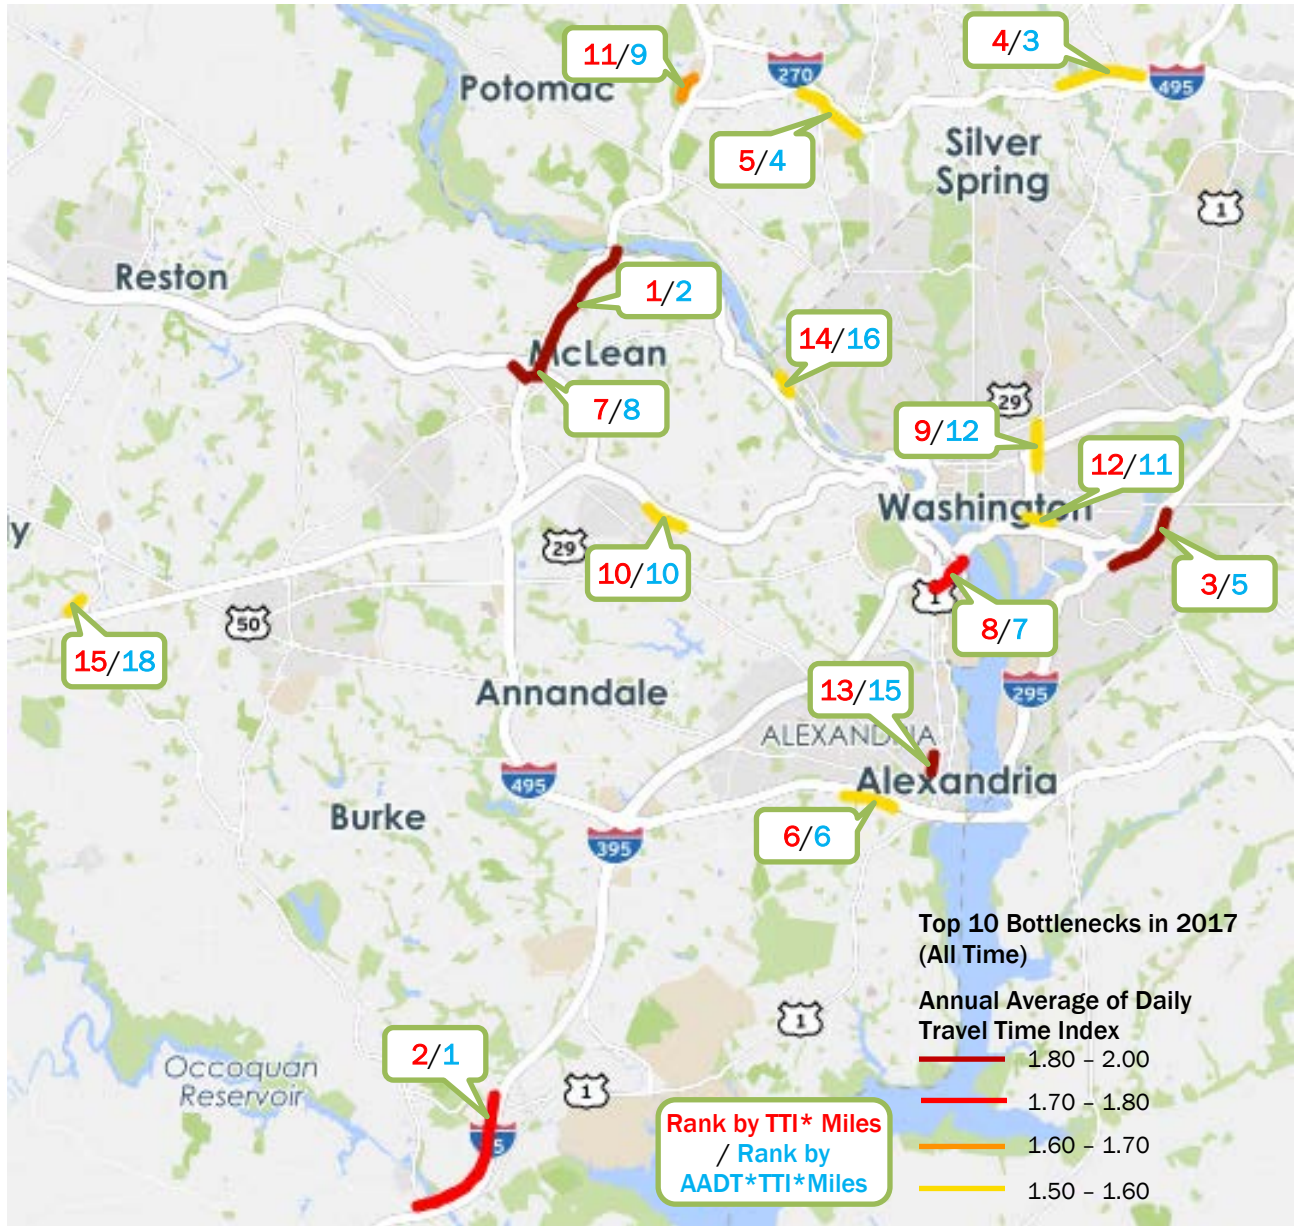 11/9
4/3
270
495
Potomac
5/4
Silver
Spring
1
Reston
1/2
14/16
McLean
7/8
29
9/12
12/11
Washington
y
29
10/10
3/5
1
8/7
50
15/18
13/15
295
Annandale
ALEXANDRIA
Alexandria
495
Burke
6/6
395
Top 10 Bottlenecks in 2017
(All Time)
Annual Average of Daily
Travel Time Index
1.80 – 2.00
1.70 – 1.80
1.60 – 1.70
1.50 – 1.60
1
2/1
Occoquan
Reservoir
1
5
Rank by TTI* Miles
/ Rank by
AADT*TTI*Miles